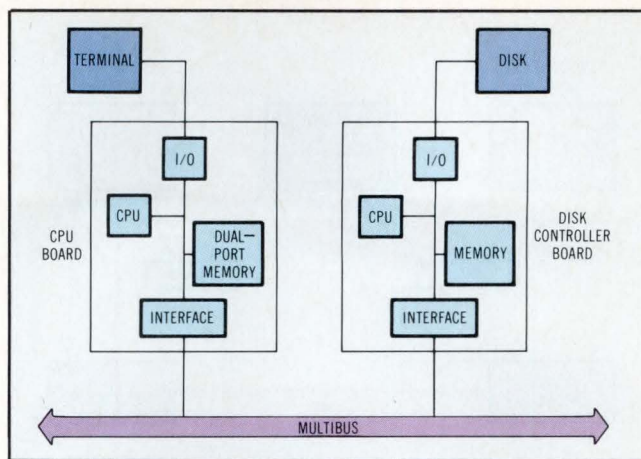 TERMINAL
DISK
I/O
I/O
CPU
CPU
CPU
BOARD
DUAL—
PORT
MEMORY
MEMORY
DISK
CONTROLLER
BOARD
INTERFACE
INTERFACE
MULTIBUS